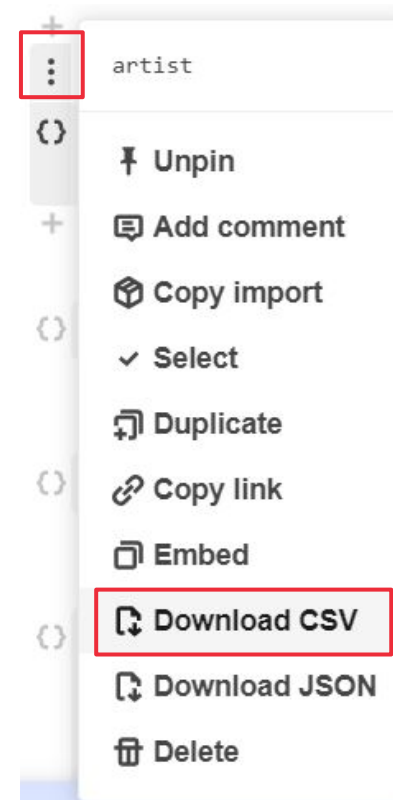 artist
Unpin
Add comment
Copy import
Select
Duplicate
Copy link
Embed
Download CSV
Download JSON
Delete